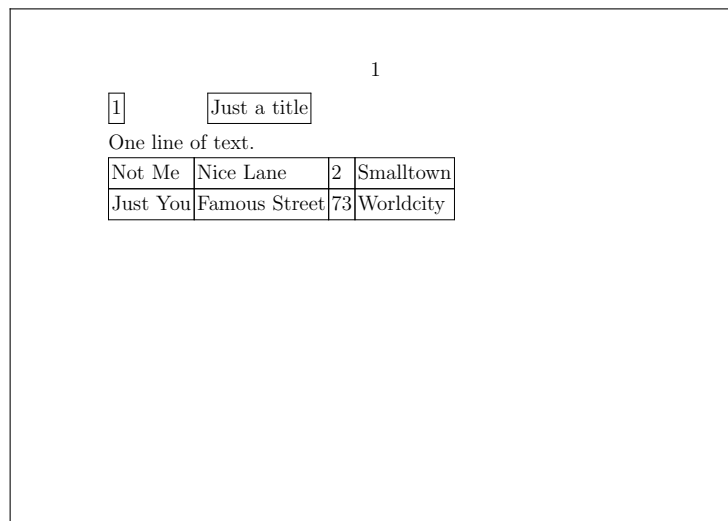 1
1 Just a title
One line of text.
Not Me Nice Lane 2 Smalltown
Just You Famous Street 73 Worldcity